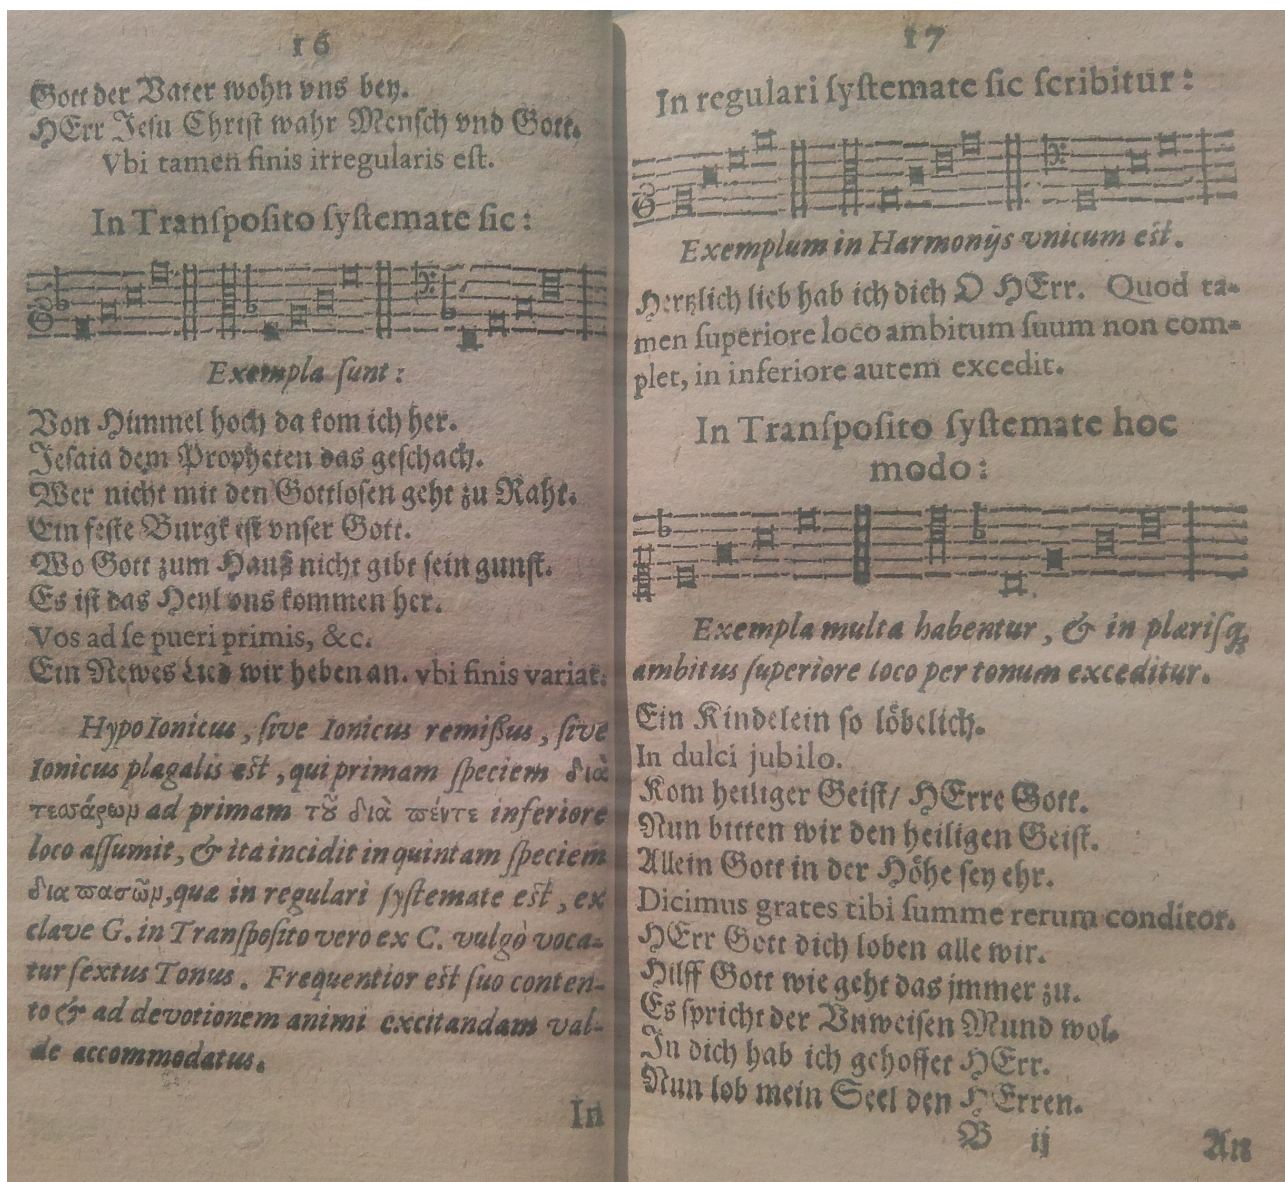 16
Gott der Vater wohn vns bey.
HErr Jesu Christ wahr Mensch vnd Gott.
Vbi tamen finis irregularis est.
In Transposito systemate sic:
Exempla sunt:
Von Himmel hoch da kom ich her.
Jesaia dem Propheten das geschach.
Wer nicht mit den Gottlosen geht zu Raht.
Ein feste Burgk ist vnser Gott.
Wo Gott zum Hauß nicht gibt sein gunst.
Es ist das Heyl vns kommen her.
Vos ad se pueri primis, &c.
Ein Newes Lied wir heben an. vbi finis variat.
HypoIonicus, sive Ionicus remißus, sive
Ionicus plagalis est, qui primam speciem διὰ
τεσσάρων ad primam τοῦ διὰ πέντε inferiore
loco assumit, & ita incidit in quintam speciem
διαπασῶν, quæ in regulari systemate est, ex
clave G. in Transposito vero ex C. vulgò voca-
tur sextus Tonus. Frequentior est suo conten-
to & ad devotionem animi excitandam val-
de accommodatus.
In
17
In regulari systemate sic scribitur:
Exemplum in Harmonijs vnicum est.
Hertzlich lieb hab ich dich O HErr. Quod ta-
men superiore loco ambitum suum non com-
plet, in inferiore autem excedit.
In Transposito systemate hoc
modo:
Exempla multa habentur, & in plærisq;
ambitus superiore loco per tonum exceditur.
Ein Kindelein so löbelich.
In dulci jubilo.
Kom heiliger Geist/ HErre Gott.
Nun bitten wir den heiligen Geist.
Allein Gott in der Höhe sey ehr.
Dicimus grates tibi summe rerum conditor.
HErr Gott dich loben alle wir.
Hilff Gott wie geht das jmmer zu.
Es spricht der Vnweisen Mund wol.
In dich hab ich gehoffet HErr.
Nun lob mein Seel den HErren.
B ij
An